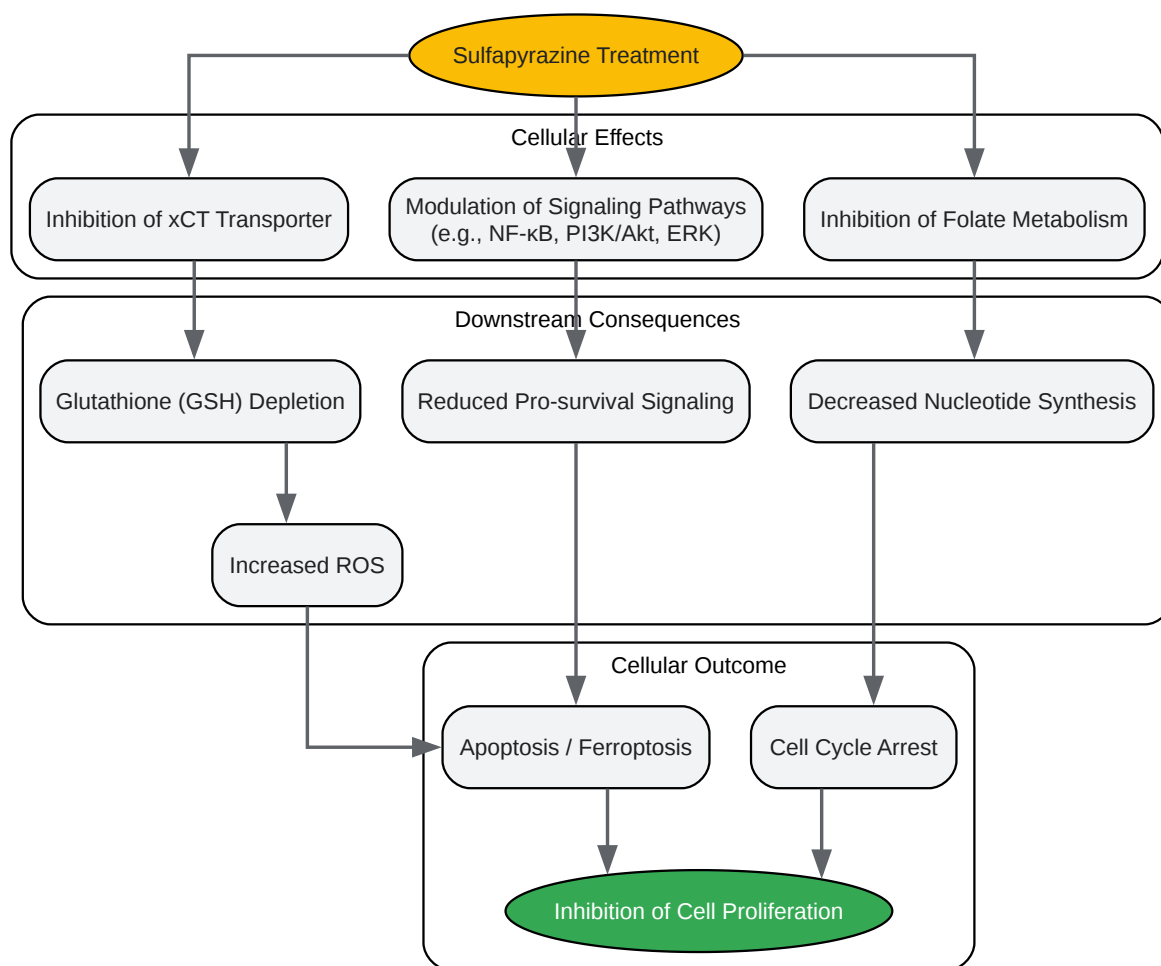 Sulfapyrazine Treatment
Cellular Effects
Inhibition of xCT Transporter
Modulation of Signaling Pathways
(e.g., NF-κB, PI3K/Akt, ERK)
Inhibition of Folate Metabolism
Downstream Consequences
Glutathione (GSH) Depletion
Reduced Pro-survival Signaling
Decreased Nucleotide Synthesis
Increased ROS
Cellular Outcome
Apoptosis / Ferroptosis
Cell Cycle Arrest
Inhibition of Cell Proliferation